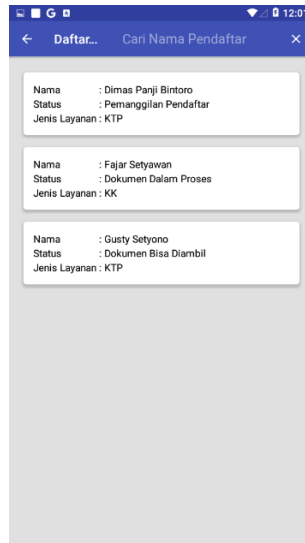 12:01
Daftar... Cari Nama Pendaftar
Nama : Dimas Panji Bintoro
Status : Pemanggilan Pendaftar
Jenis Layanan : KTP
Nama : Fajar Setyawan
Status : Dokumen Dalam Proses
Jenis Layanan : KK
Nama : Gusty Setyono
Status : Dokumen Bisa Diambil
Jenis Layanan : KTP